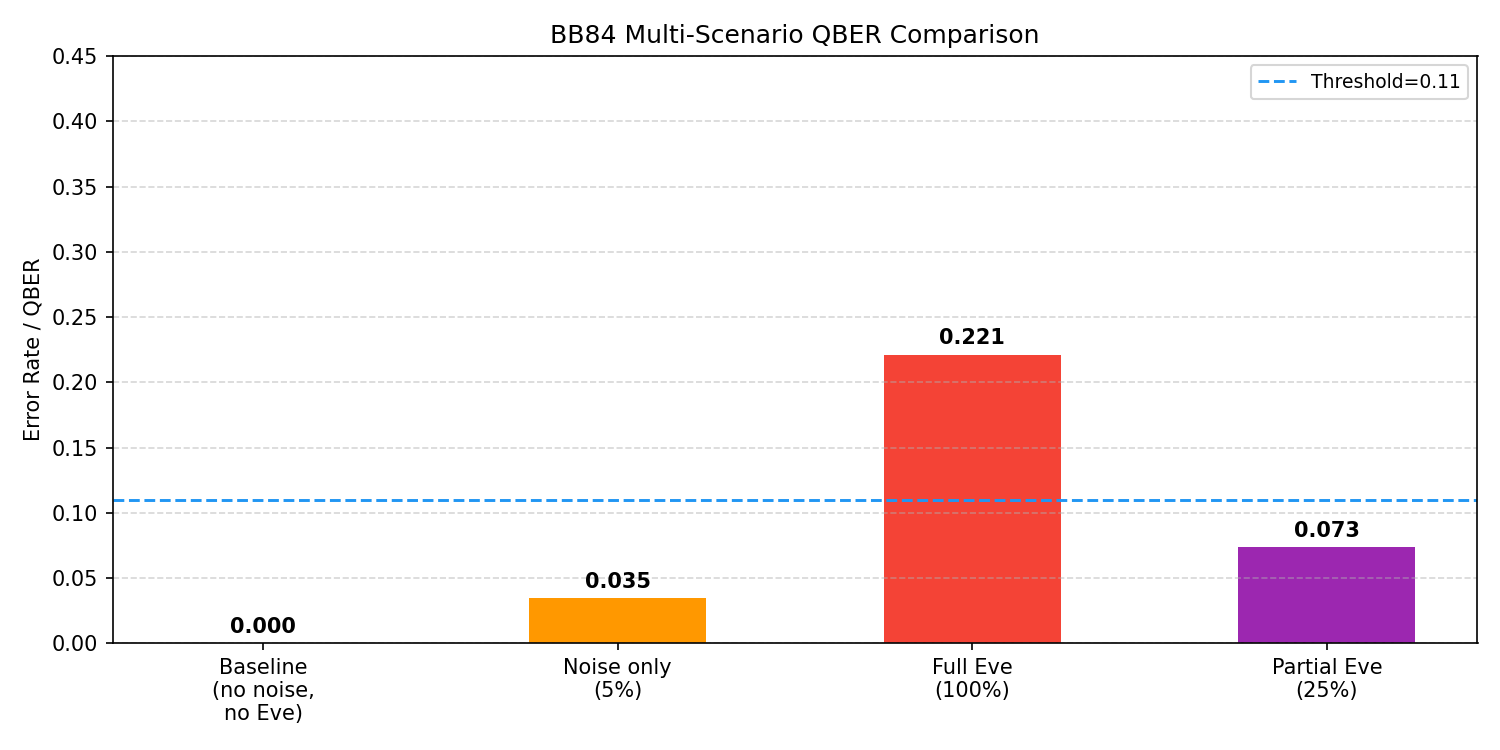 BB84 Multi-Scenario QBER Comparison
Threshold=0.11
Error Rate / QBER
0.45
0.40
0.35
0.30
0.25
0.20
0.15
0.10
0.05
0.00
0.000
0.035
0.221
0.073
Baseline
(no noise,
no Eve)
Noise only
(5%)
Full Eve
(100%)
Partial Eve
(25%)